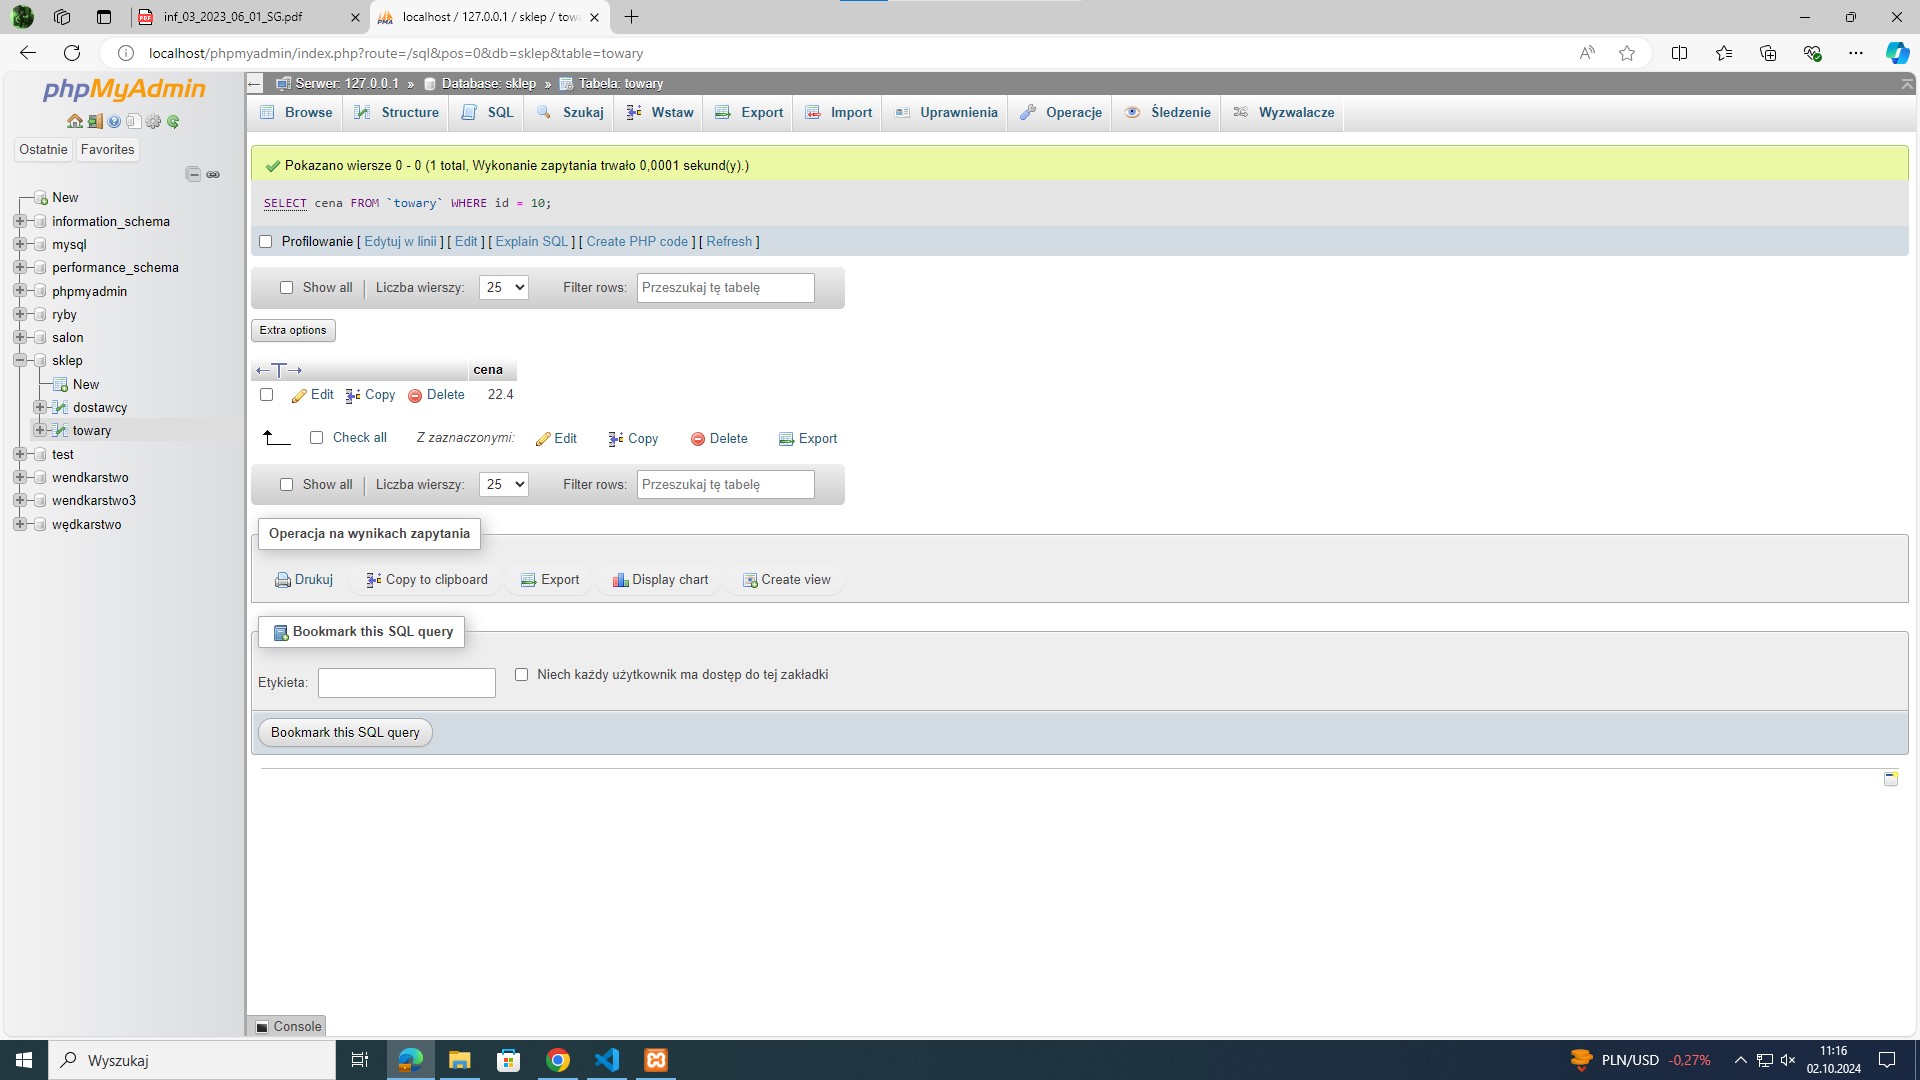 inf_03_2023_06_01_SG.pdf
localhost / 127.0.0.1 / sklep / tow
localhost/phpmyadmin/index.php?route=/sql&pos=0&db=sklep&table=towary
phpMyAdmin
Ostatnie Favorites
New
information_schema
mysql
performance_schema
phpmyadmin
ryby
salon
sklep
New
dostawcy
towary
test
wendkarstwo
wendkarstwo3
wędkarstwo
Serwer: 127.0.0.1 » Database: sklep » Tabela: towary
Browse Structure SQL Szukaj Wstaw Export Import Uprawnienia Operacje Śledzenie Wyzwalacze
Pokazano wiersze 0 - 0 (1 total, Wykonanie zapytania trwało 0,0001 sekund(y).)
SELECT cena FROM `towary` WHERE id = 10;
Profilowanie [ Edytuj w linii ] [ Edit ] [ Explain SQL ] [ Create PHP code ] [ Refresh ]
Show all Liczba wierszy: 25 Filter rows: Przeszukaj tę tabelę
Extra options
←T→ cena
Edit Copy Delete 22.4
Check all Z zaznaczonymi: Edit Copy Delete Export
Show all Liczba wierszy: 25 Filter rows: Przeszukaj tę tabelę
Operacja na wynikach zapytania
Drukuj Copy to clipboard Export Display chart Create view
Bookmark this SQL query
Etykieta: Niech każdy użytkownik ma dostęp do tej zakładki
Bookmark this SQL query
Console
Wyszukaj
PLN/USD -0,27%
11:16
02.10.2024